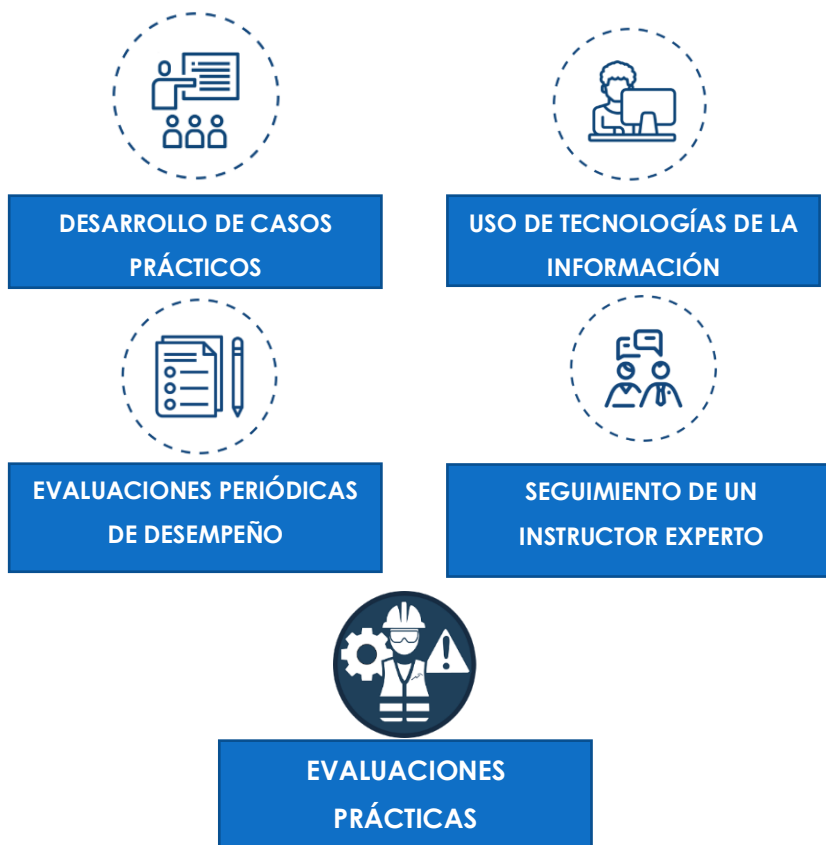 DESARROLLO DE CASOS
PRÁCTICOS
USO DE TECNOLOGÍAS DE LA
INFORMACIÓN
EVALUACIONES PERIÓDICAS
DE DESEMPEÑO
SEGUIMIENTO DE UN
INSTRUCTOR EXPERTO
EVALUACIONES
PRÁCTICAS